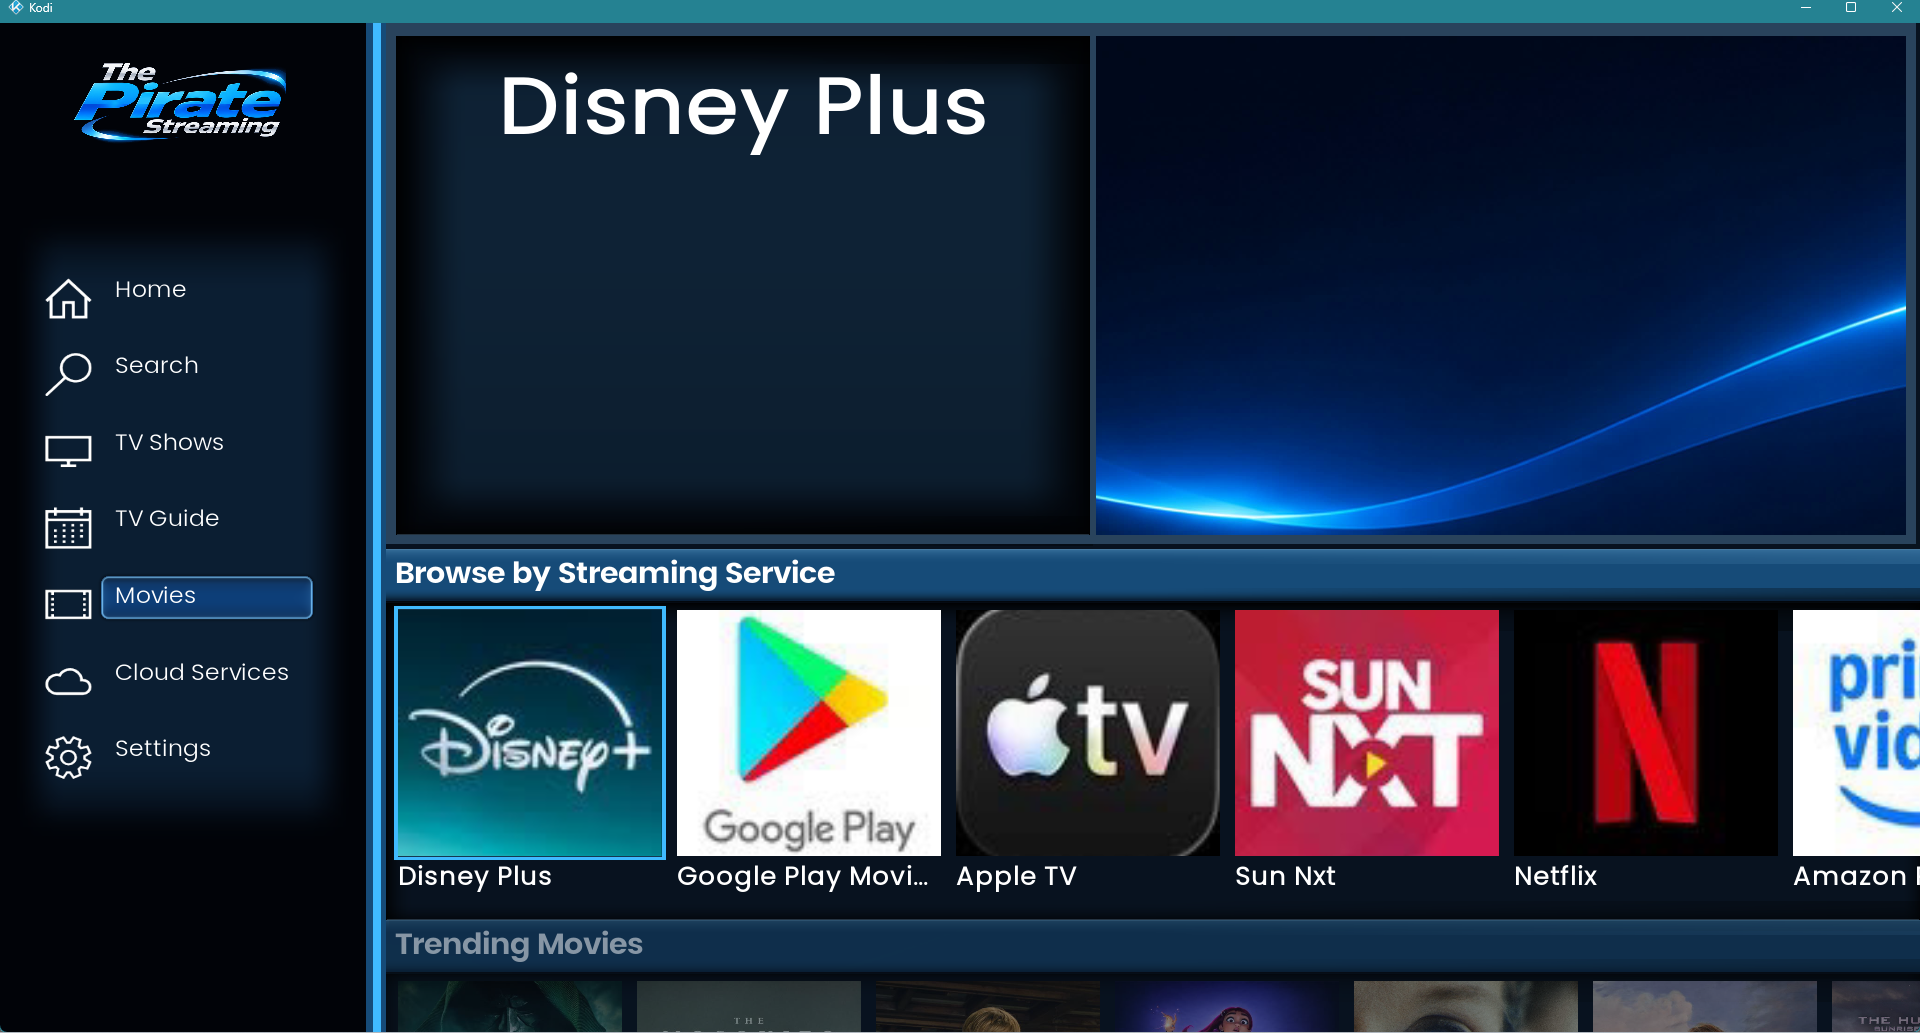 Kodi
The
Pirate
Streaming
Home
Search
TV Shows
TV Guide
Movies
Cloud Services
Settings
Disney Plus
Browse by Streaming Service
Disney+
Google Play
tv
SUN
NXT
N
Disney Plus
Google Play Movi...
Apple TV
Sun Nxt
Netflix
Amazon
Trending Movies
THE